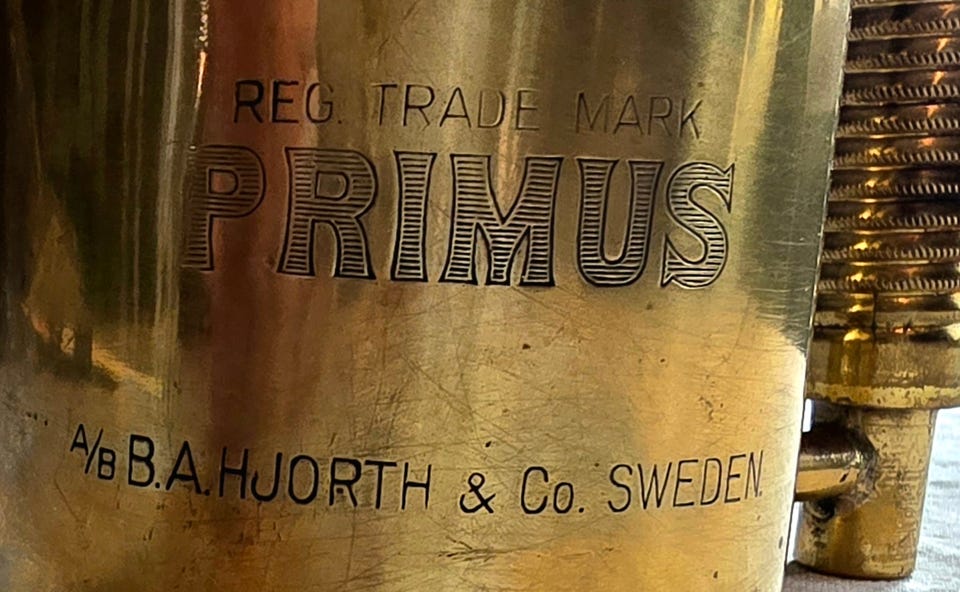 REG. TRADE MARK
PRIMUS
A/B B.A. HJORTH & Co. SWEDEN.